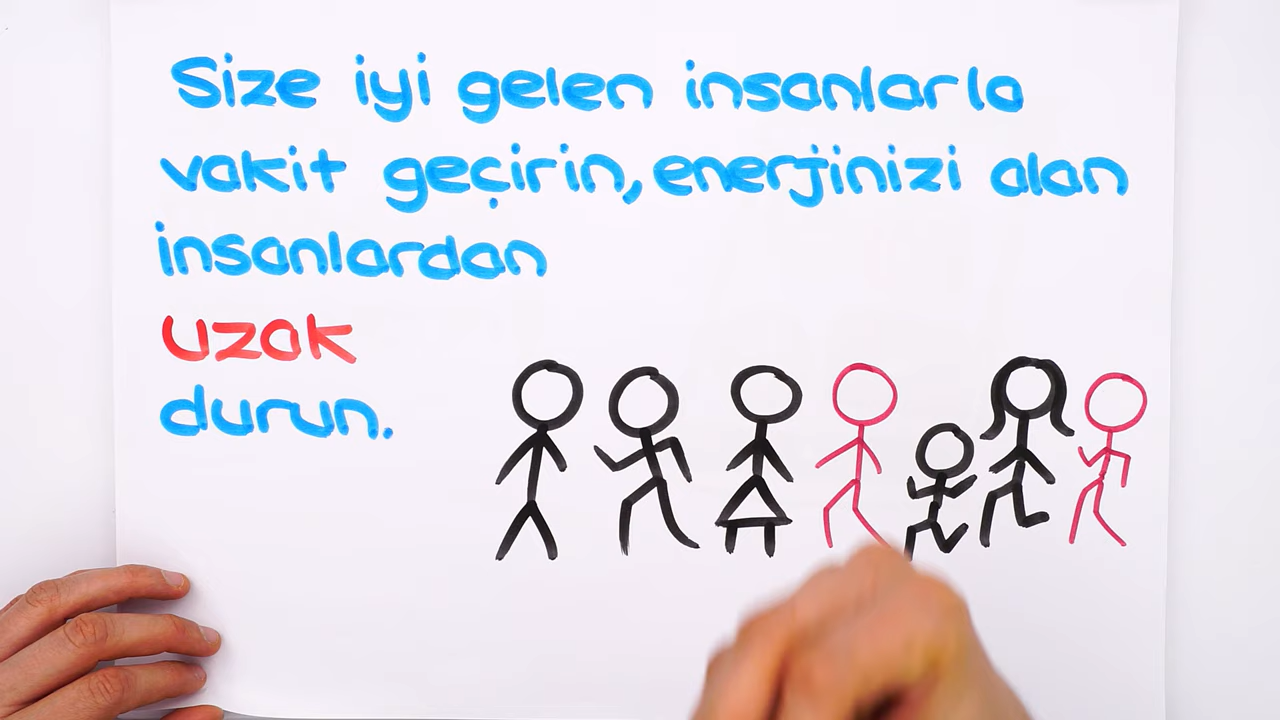 Size iyi gelen insanlarla
vakit geçirin, enerjinizi alan
insanlardan
uzak
durun.